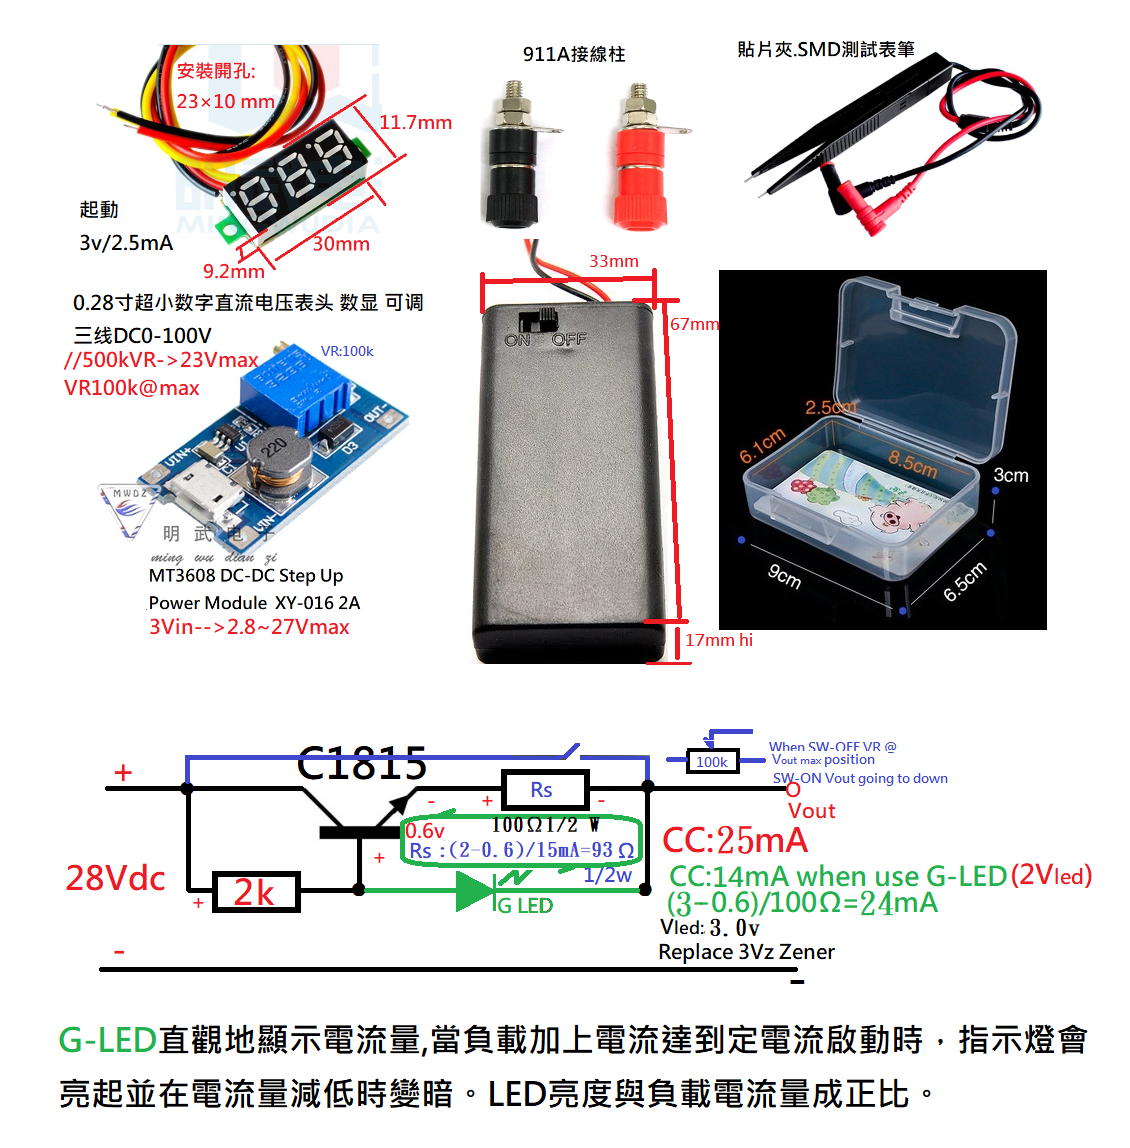 911A接線柱
貼片夾.SMD測試表筆
安裝開孔:
23×10 mm
11.7mm
起動
3v/2.5mA
30mm
9.2mm
33mm
67mm
17mm hi
ON OFF
0.28寸超小数字直流电压表头 数显 可调
三线DC0-100V
//500kVR->23Vmax
VR100k@max
VR:100k
VIN+
OUT-
D3
220
VIN-
MWDZ
明 武 电 子
ming wu dian zi
MT3608 DC-DC Step Up
Power Module XY-016 2A
3Vin-->2.8~27Vmax
2.5cm
6.1cm
8.5cm
3cm
9cm
6.5cm
C1815
+
-
+
Rs
-
100Ω1/2 W
0.6v
Rs :(2-0.6)/15mA=93 Ω
1/2w
+
28Vdc
+
2k
G LED
-
100k
When SW-OFF VR @
Vout max position
SW-ON Vout going to down
Vout
CC:25mA
CC:14mA when use G-LED(2Vled)
(3-0.6)/100Ω=24mA
Vled: 3.0v
Replace 3Vz Zener
-
G-LED直觀地顯示電流量,當負載加上電流達到定電流啟動時，指示燈會
亮起並在電流量減低時變暗。LED亮度與負載電流量成正比。